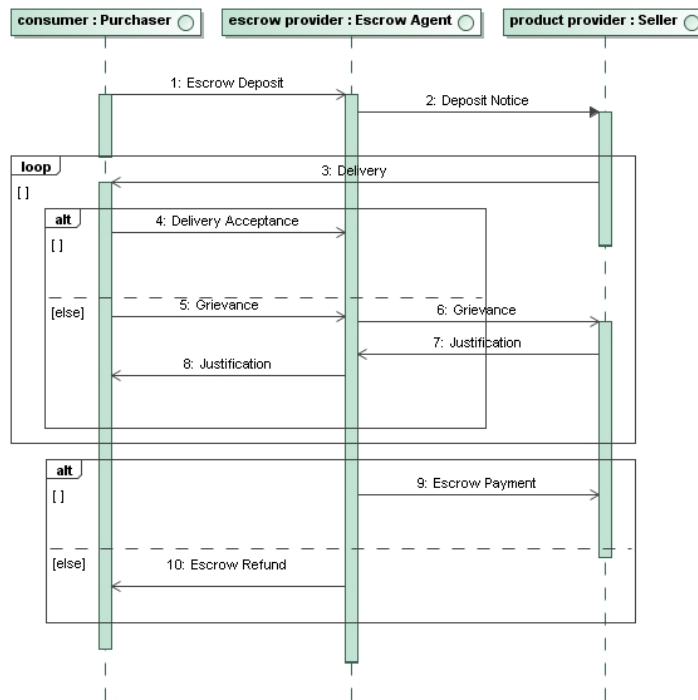 consumer : Purchaser
escrow provider : Escrow Agent
product provider : Seller
1: Escrow Deposit
2: Deposit Notice
loop
3: Delivery
[ ]
alt
4: Delivery Acceptance
[ ]
5: Grievance
6: Grievance
[else]
7: Justification
8: Justification
alt
9: Escrow Payment
[ ]
[else]
10: Escrow Refund